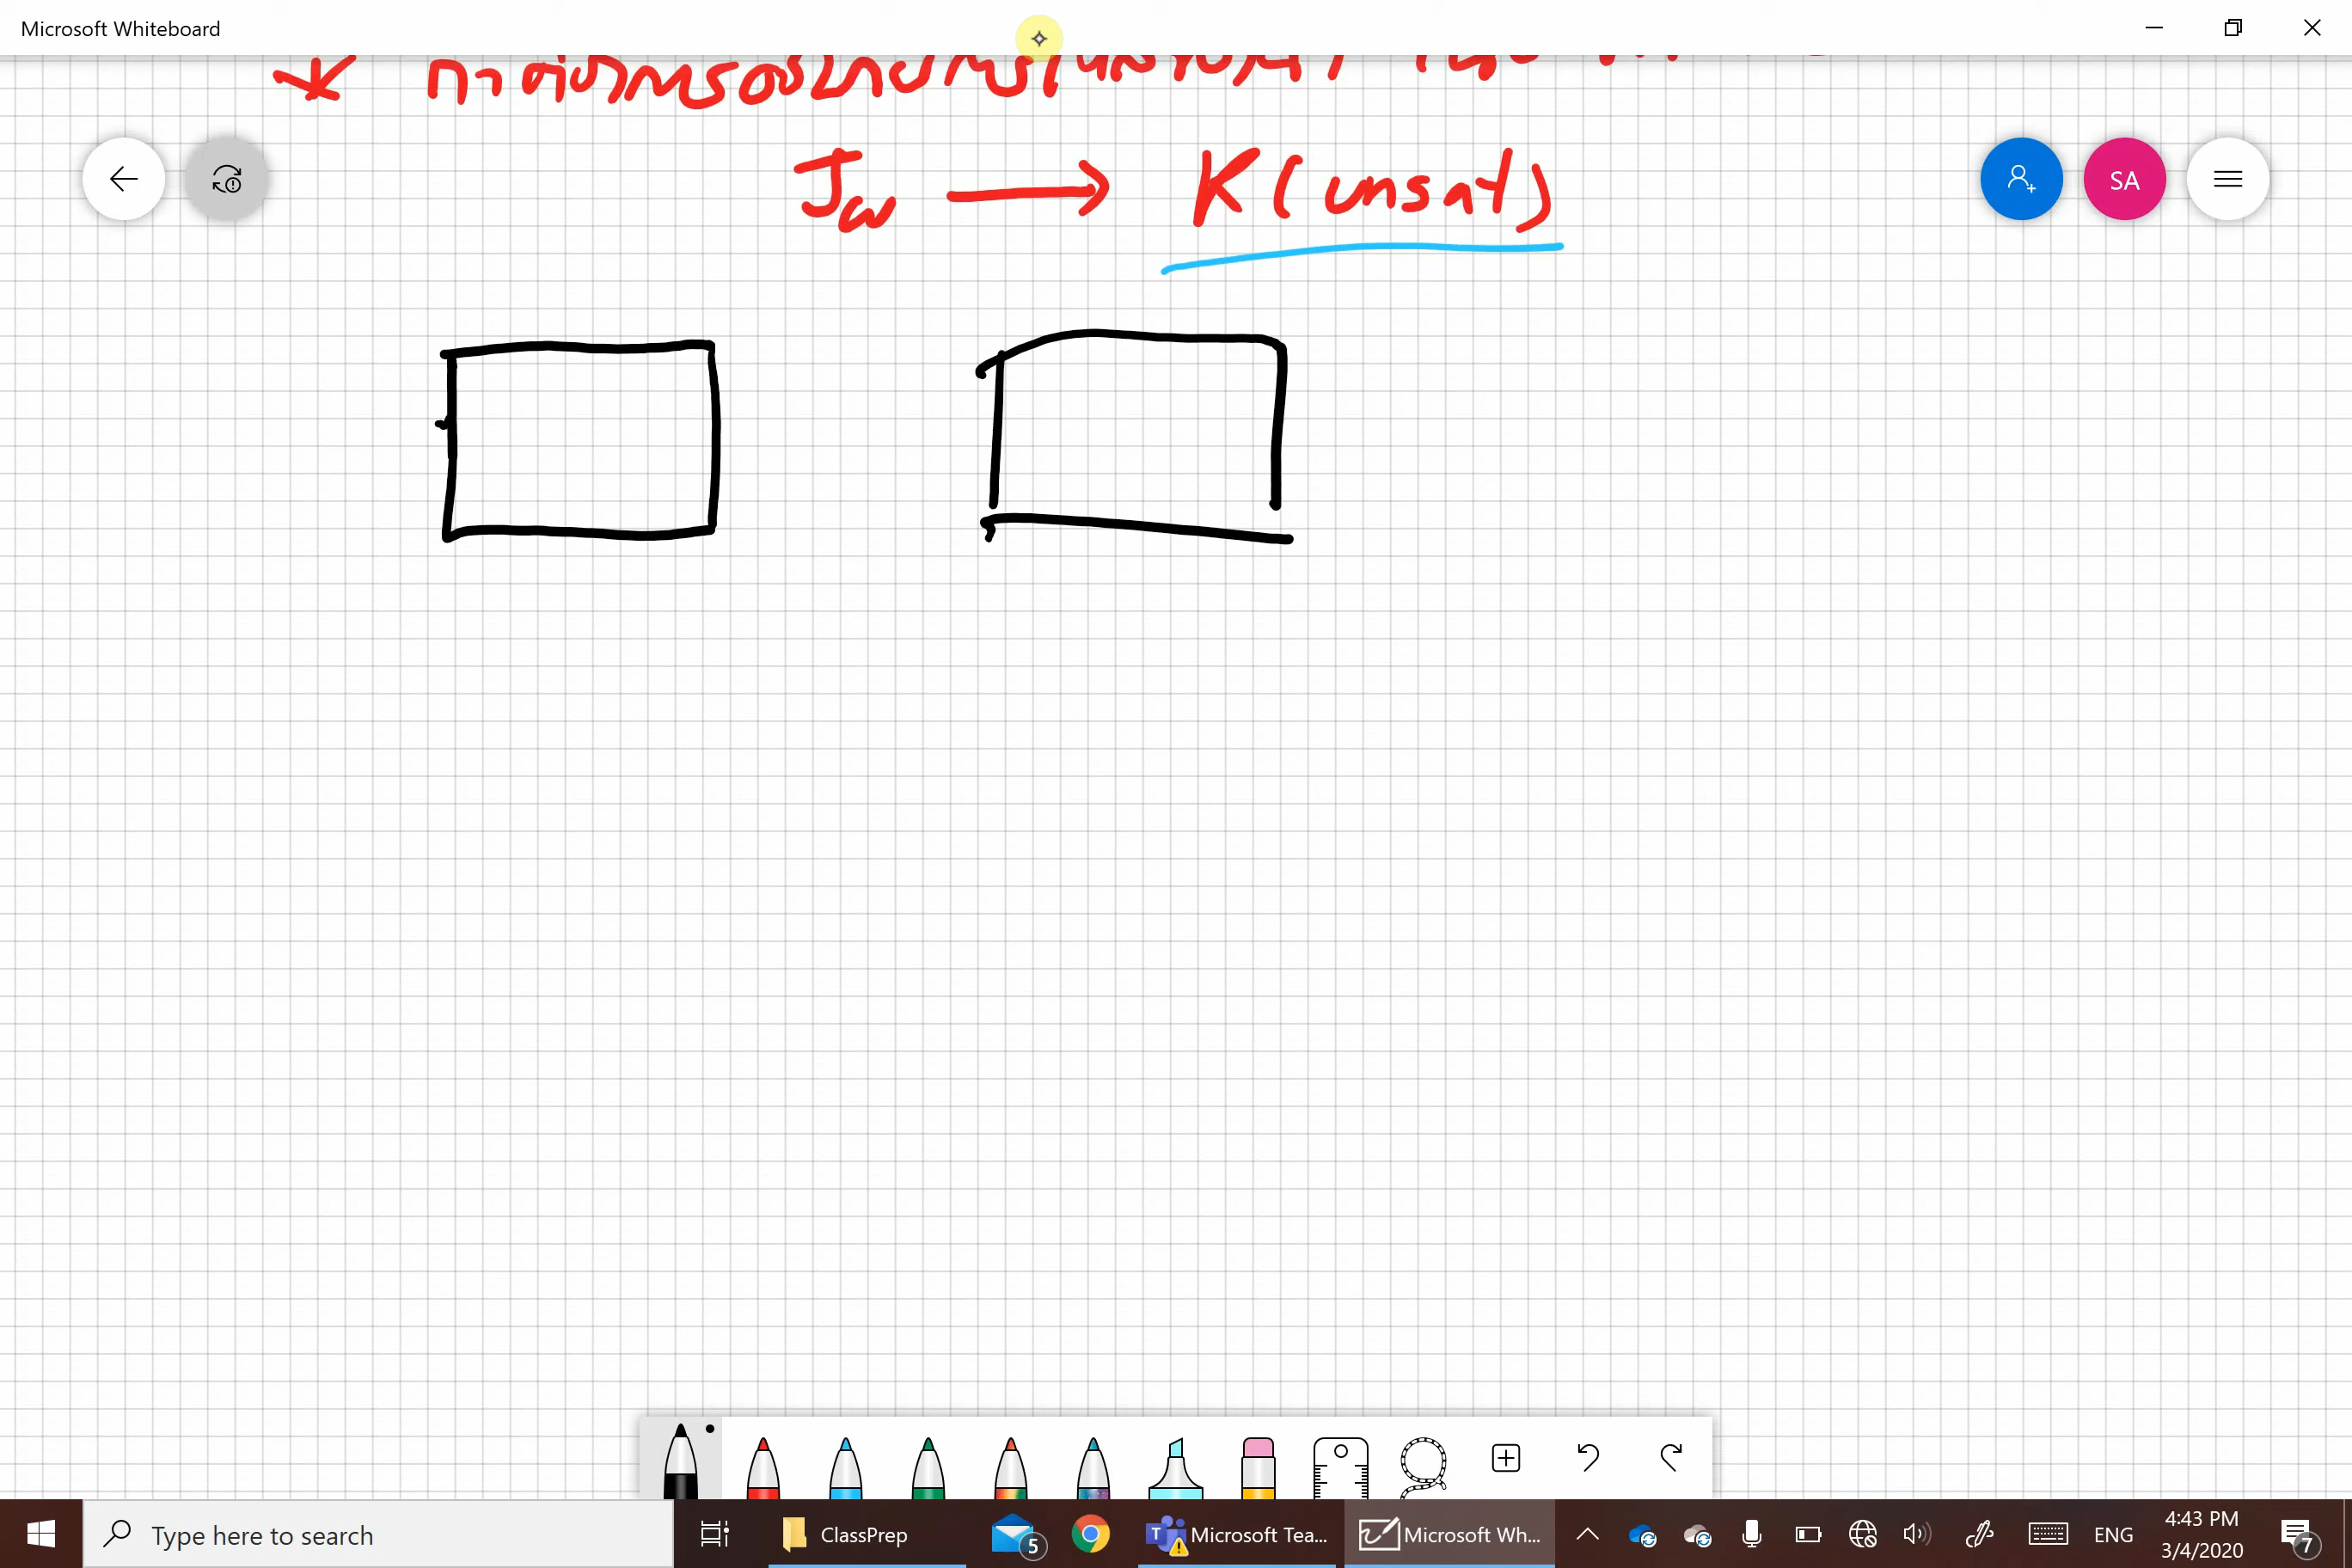 Microsoft Whiteboard
J_w → K(unsat)
SA
Type here to search
ClassPrep
5
Microsoft Tea...
Microsoft Wh...
ENG
4:43 PM
3/4/2020
7